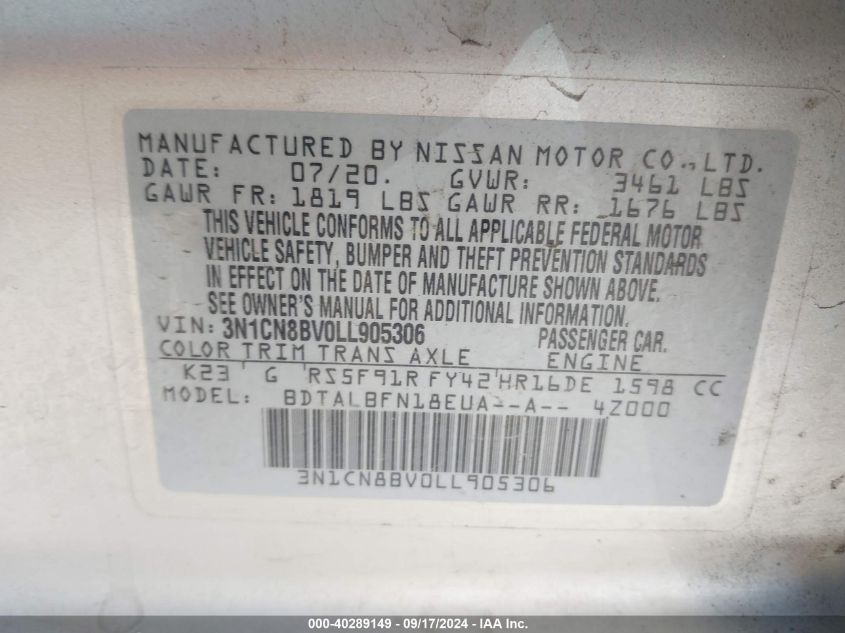 MANUFACTURED BY NISSAN MOTOR CO., LTD.
DATE: 07/20. GVWR: 3461 LBS
GAWR FR: 1819 LBS GAWR RR: 1676 LBS
THIS VEHICLE CONFORMS TO ALL APPLICABLE FEDERAL MOTOR
VEHICLE SAFETY, BUMPER AND THEFT PREVENTION STANDARDS
IN EFFECT ON THE DATE OF MANUFACTURE SHOWN ABOVE.
SEE OWNER'S MANUAL FOR ADDITIONAL INFORMATION.
VIN: 3N1CN8BV0LL905306 PASSENGER CAR.
COLOR TRIM TRANS AXLE ENGINE
K23 G RS5F91R FY42 HR16DE 1598 CC
MODEL: BDTALBFN18EUA--A-- 4Z000
3N1CN8BV0LL905306
000-40289149 - 09/17/2024 - IAA, Inc.